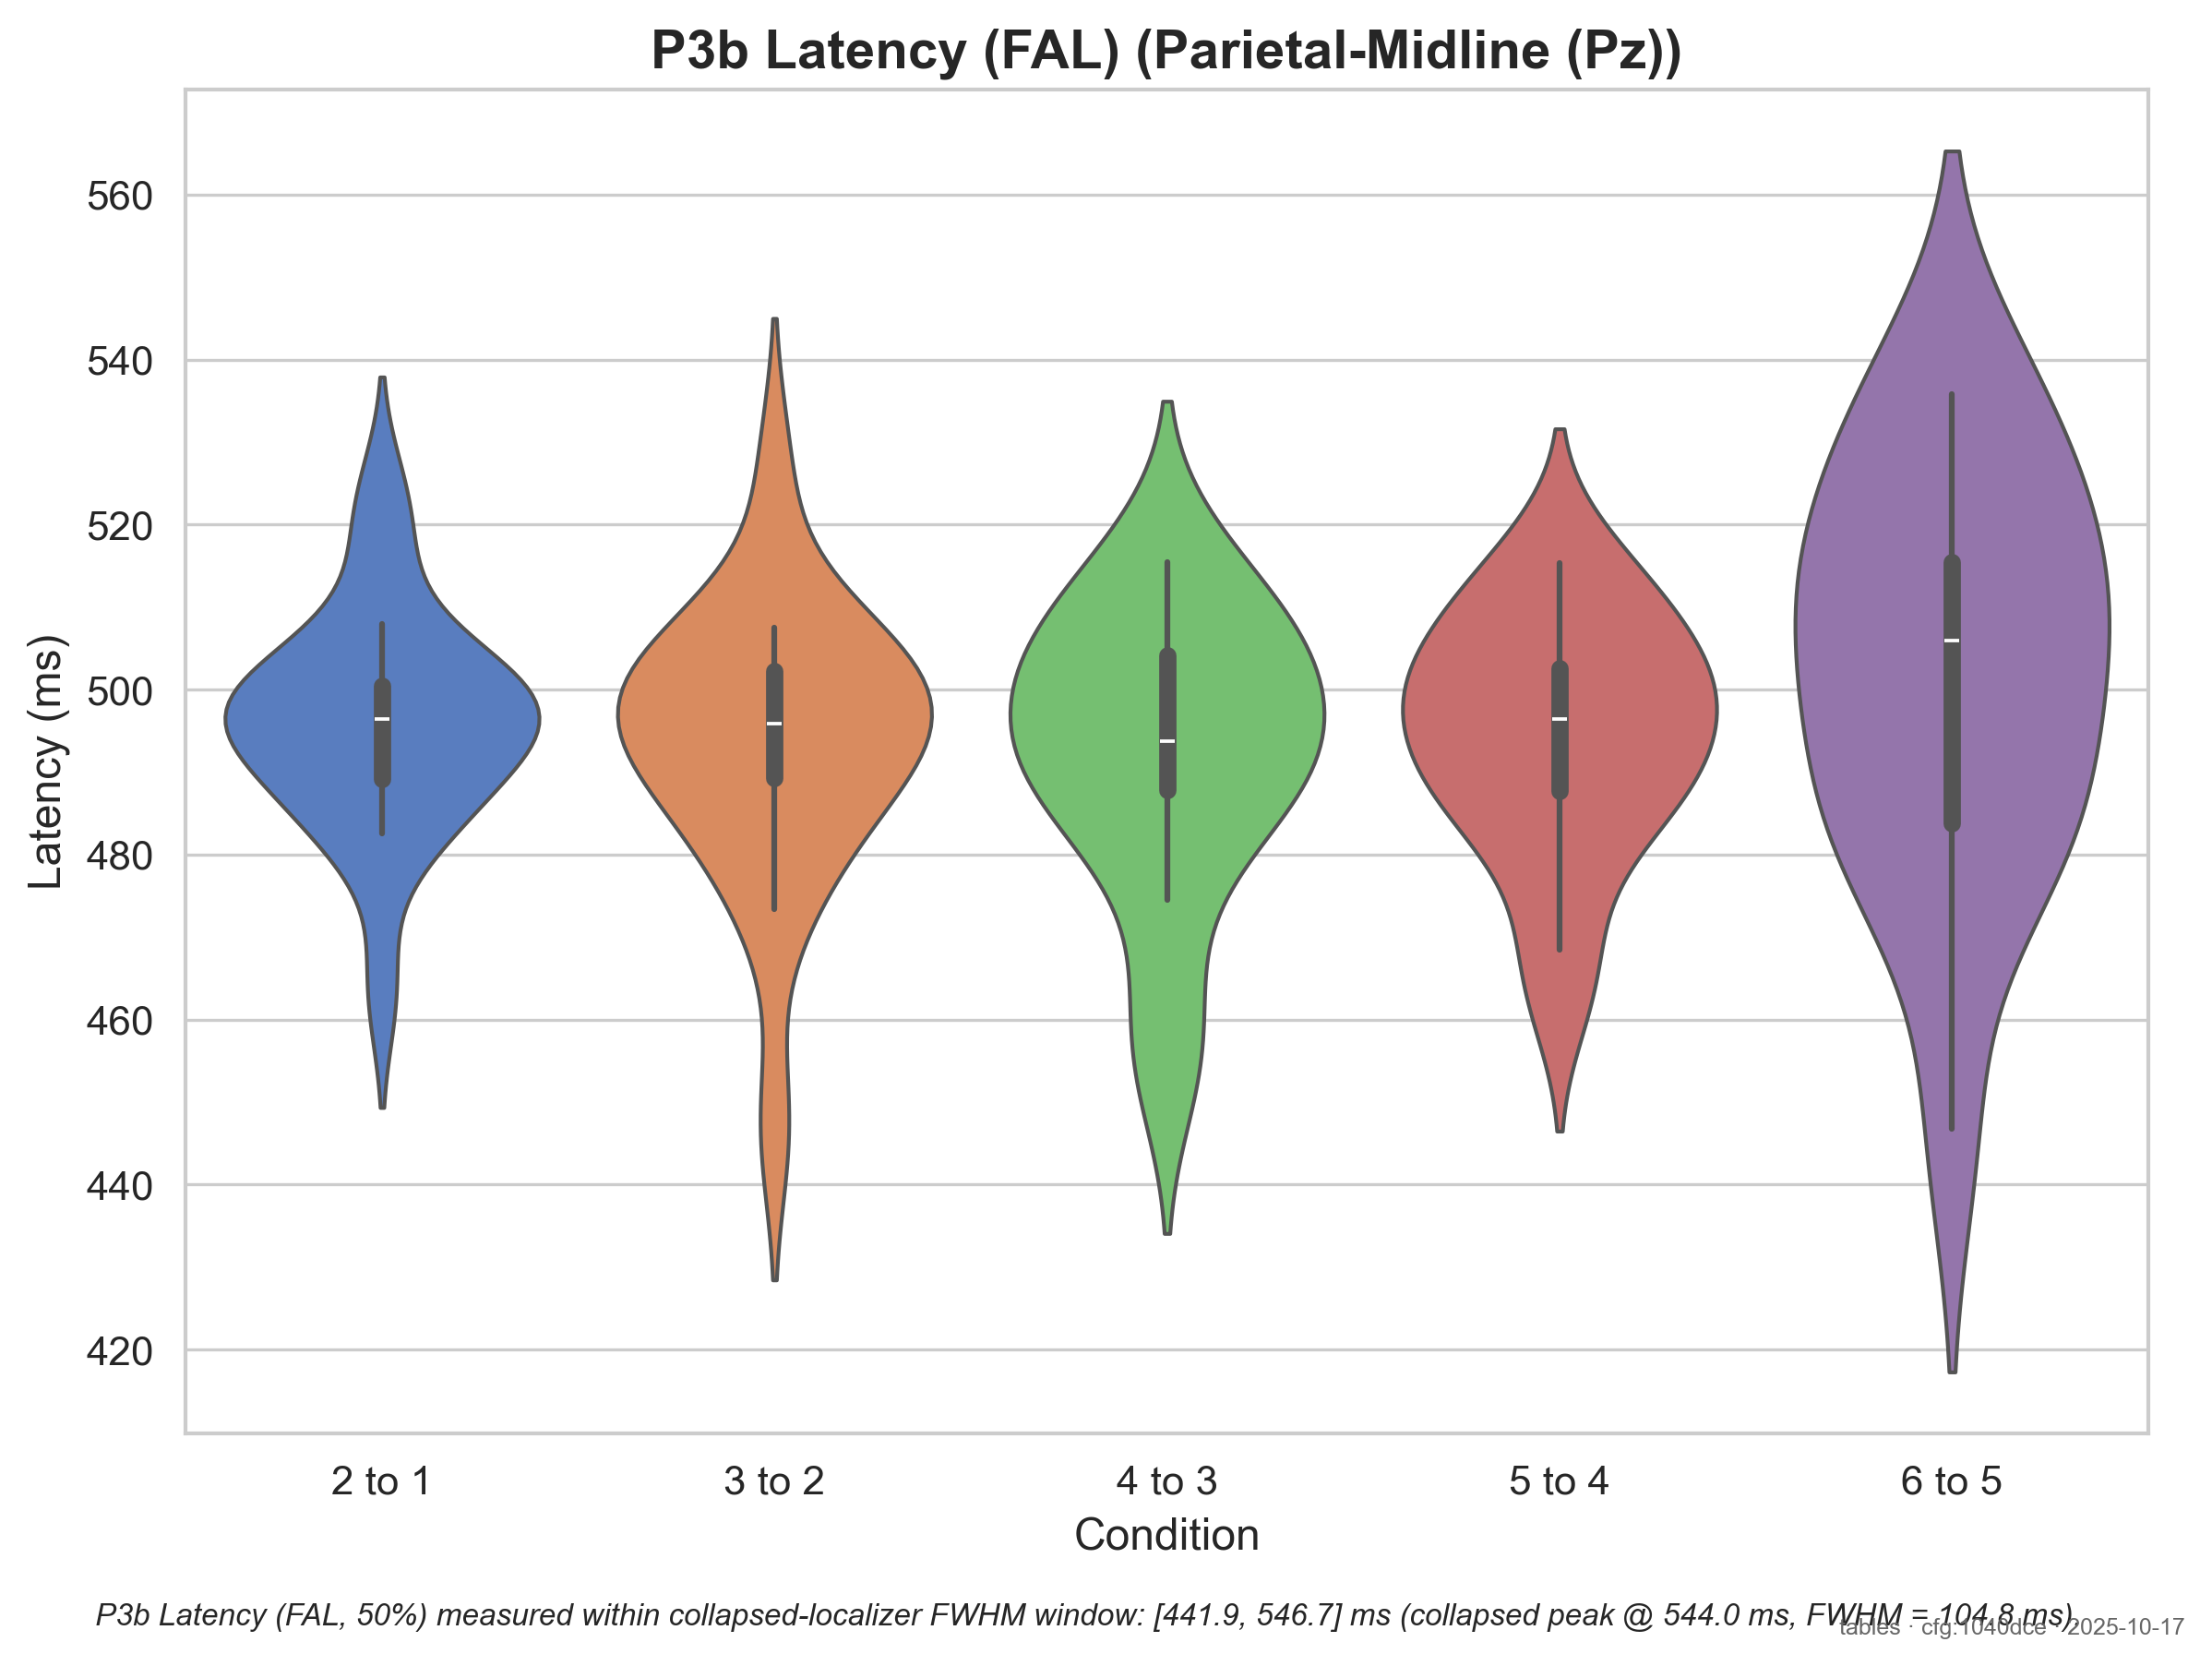 P3b Latency (FAL) (Parietal-Midline (Pz))
Latency (ms)
560
540
520
500
480
460
440
420
2 to 1
3 to 2
4 to 3
5 to 4
6 to 5
Condition
P3b Latency (FAL, 50%) measured within collapsed-localizer FWHM window: [441.9, 546.7] ms (collapsed peak @ 544.0 ms, FWHM = 104.8 ms).
tables · cfg:1040dce · 2025-10-17